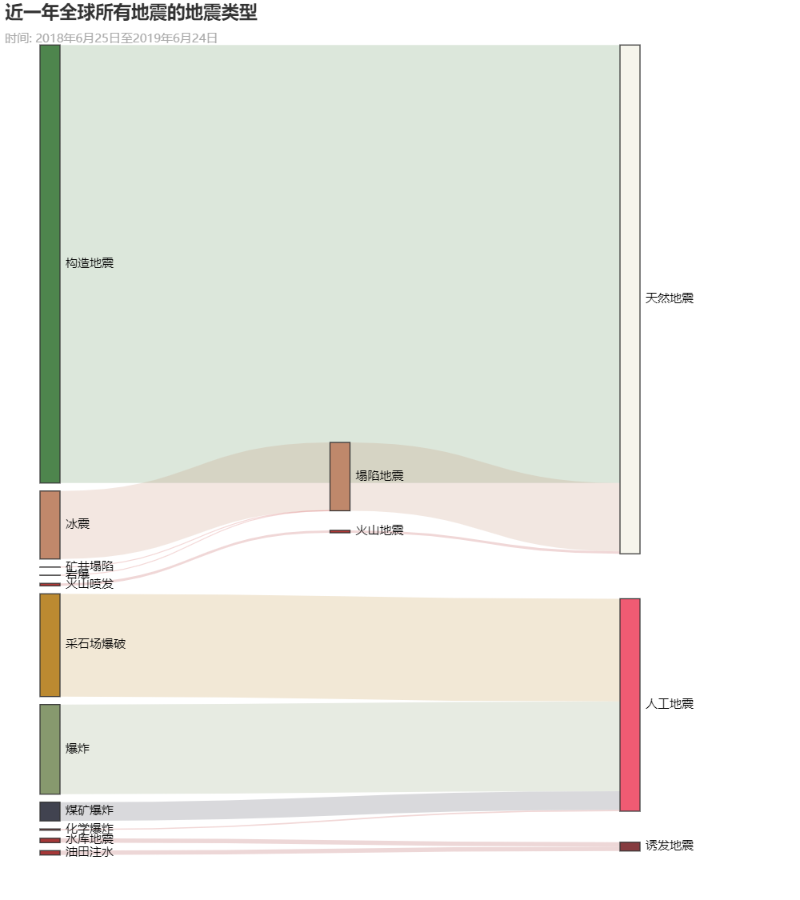 近一年全球所有地震的地震类型
时间: 2018年6月25日至2019年6月24日
构造地震
天然地震
塌陷地震
冰震
火山地震
矿井塌陷
岩爆
火山喷发
采石场爆破
人工地震
爆炸
煤矿爆炸
化学爆炸
水库地震
诱发地震
油田注水